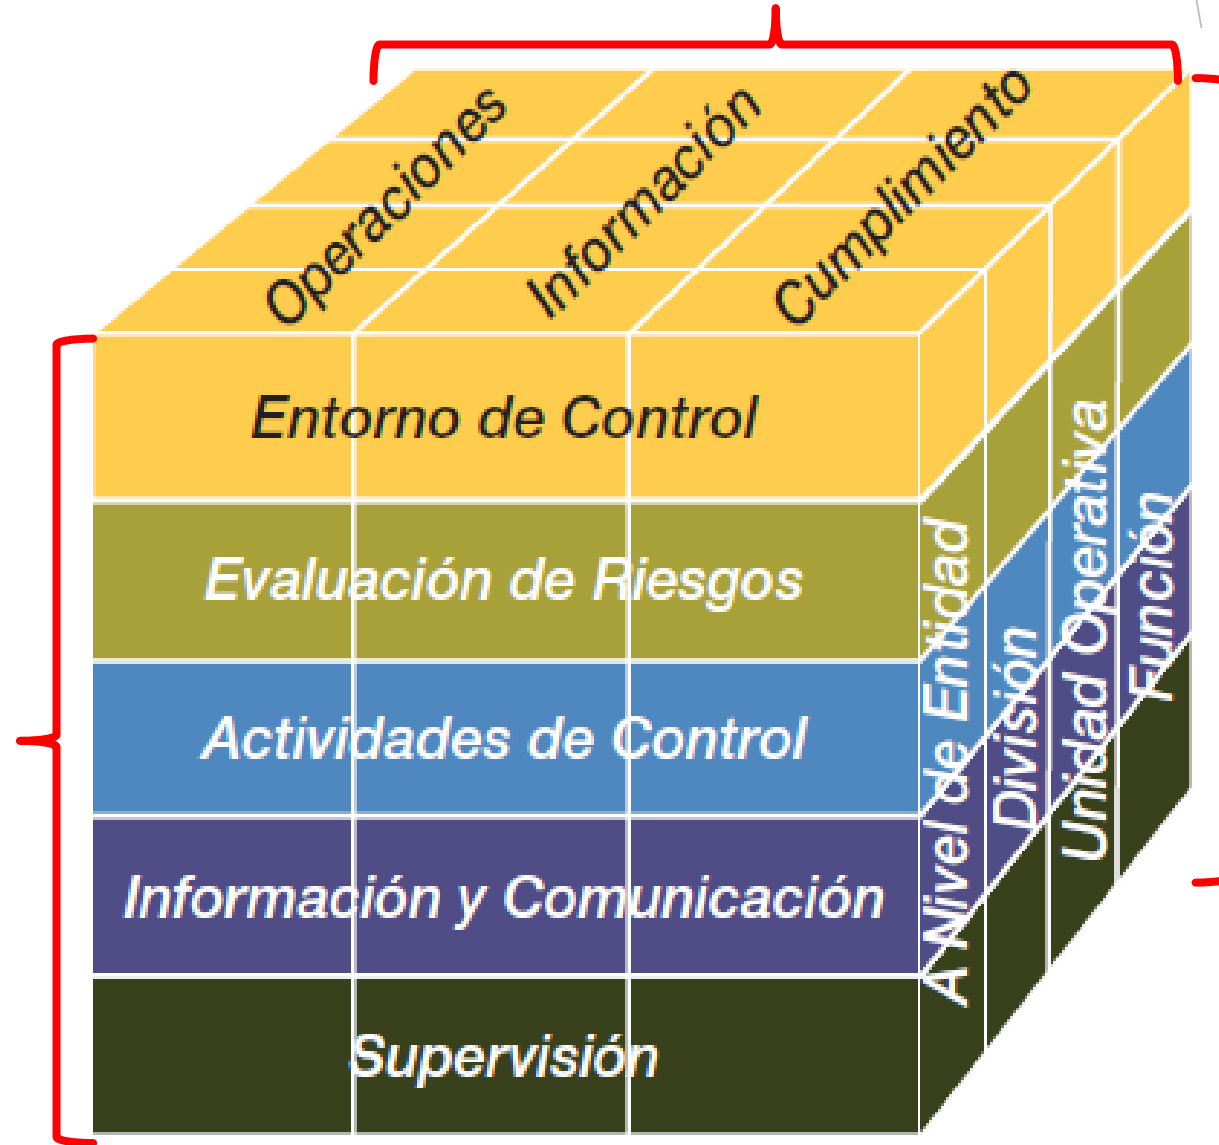 Operaciones
Información
Cumplimiento
Entorno de Control
Evaluación de Riesgos
Actividades de Control
Información y Comunicación
Supervisión
A Nivel de Entidad
División
Unidad Operativa
Función